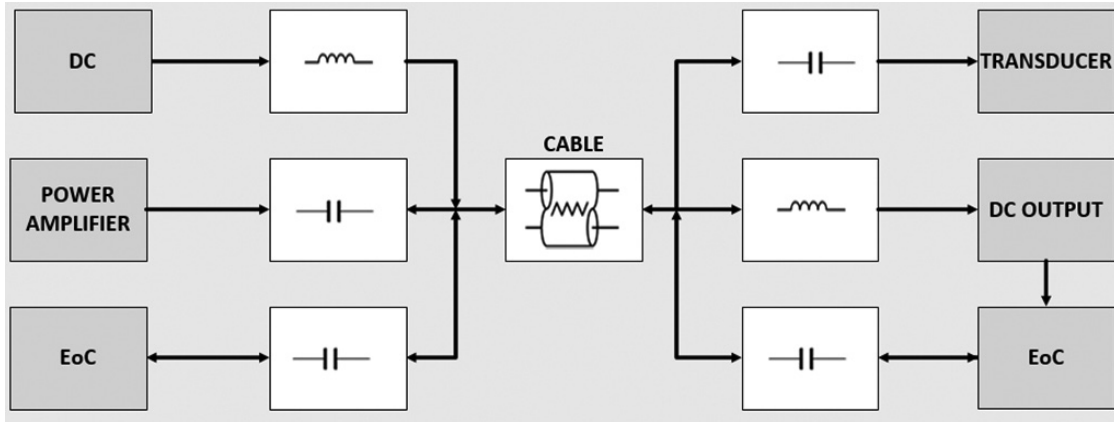 DC
TRANSDUCER
CABLE
POWER
AMPLIFIER
DC OUTPUT
EoC
EoC